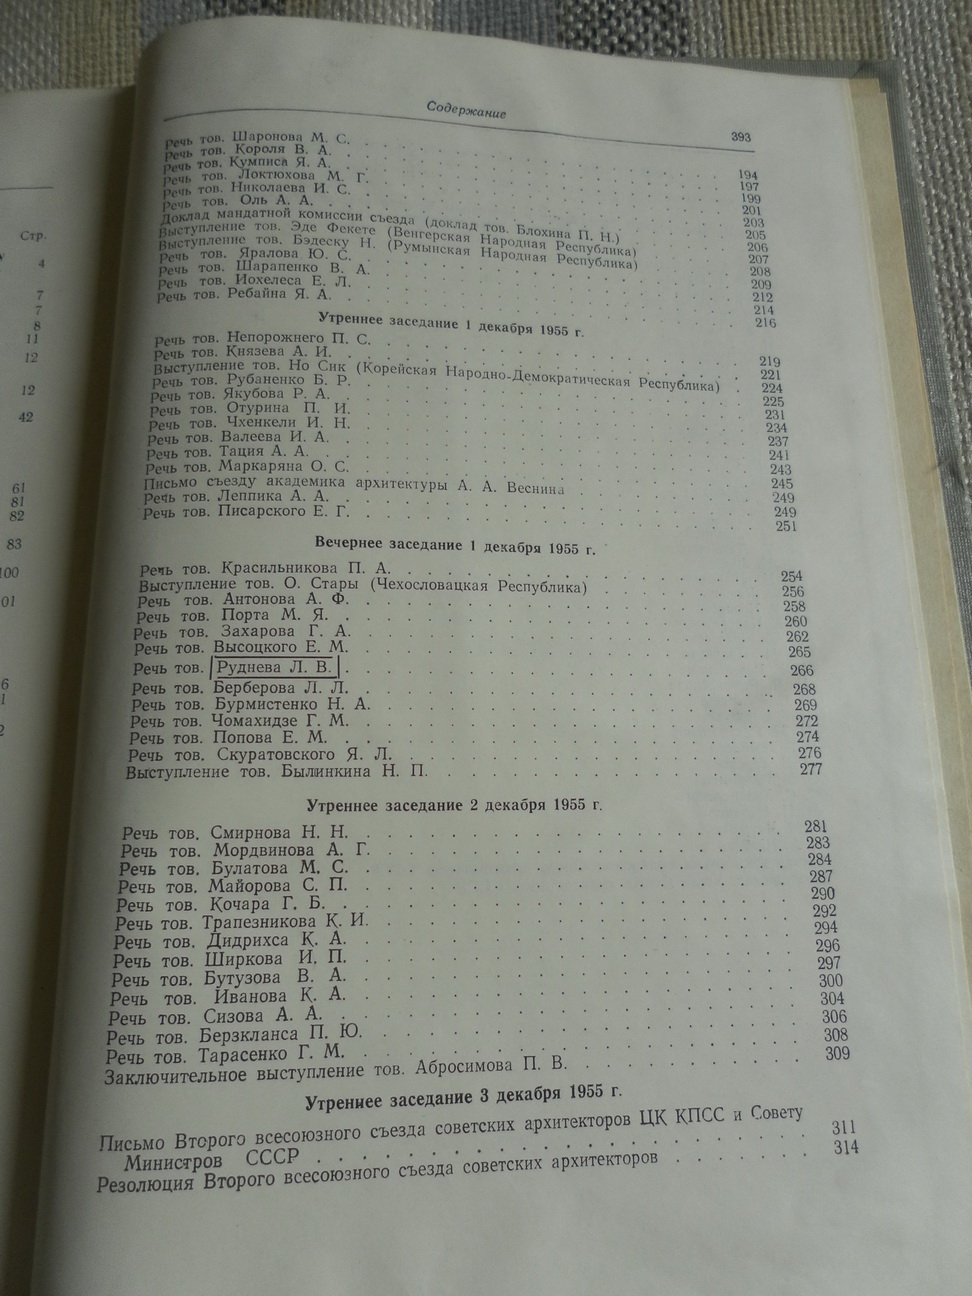 Содержание
393
Речь тов. Шаронова М. С. 194
Речь тов. Короля В. А. 197
Речь тов. Кумписа Я. А. 199
Речь тов. Локтюхова М. Г. 201
Речь тов. Николаева И. С. 203
Речь тов. Оль А. А. 205
Доклад мандатной комиссии съезда (доклад тов. Блохина П. Н.) 206
Выступление тов. Эде Фекете (Венгерская Народная Республика) 207
Выступление тов. Бэдеску Н. (Румынская Народная Республика) 208
Речь тов. Яралова Ю. С. 209
Речь тов. Шарапенко В. А. 212
Речь тов. Иохелеса Е. Л. 214
Речь тов. Ребайна Я. А. 216
Утреннее заседание 1 декабря 1955 г.
Речь тов. Непорожнего П. С. 219
Речь тов. Князева А. И. 221
Выступление тов. Но Сик (Корейская Народно-Демократическая Республика) 224
Речь тов. Рубаненко Б. Р. 225
Речь тов. Якубова Р. А. 231
Речь тов. Отурина П. И. 234
Речь тов. Чхенкели И. Н. 237
Речь тов. Валеева И. А. 241
Речь тов. Тация А. А. 243
Речь тов. Маркаряна О. С. 245
Письмо съезду академика архитектуры А. А. Веснина 249
Речь тов. Леппика А. А. 249
Речь тов. Писарского Е. Г. 251
Вечернее заседание 1 декабря 1955 г.
Речь тов. Красильникова П. А. 254
Выступление тов. О. Стары (Чехословацкая Республика) 256
Речь тов. Антонова А. Ф. 258
Речь тов. Порта М. Я. 260
Речь тов. Захарова Г. А. 262
Речь тов. Высоцкого Е. М. 265
Речь тов. Руднева Л. В. 266
Речь тов. Берберова Л. Л. 268
Речь тов. Бурмистенко Н. А. 269
Речь тов. Чомахидзе Г. М. 272
Речь тов. Попова Е. М. 274
Речь тов. Скуратовского Я. Л. 276
Выступление тов. Былинкина Н. П. 277
Утреннее заседание 2 декабря 1955 г.
Речь тов. Смирнова Н. Н. 281
Речь тов. Мордвинова А. Г. 283
Речь тов. Булатова М. С. 284
Речь тов. Майорова С. П. 287
Речь тов. Кочара Г. Б. 290
Речь тов. Трапезникова К. И. 292
Речь тов. Дидрихса К. А. 294
Речь тов. Ширкова И. П. 296
Речь тов. Бутузова В. А. 297
Речь тов. Иванова К. А. 300
Речь тов. Сизова А. А. 304
Речь тов. Берзкланса П. Ю. 306
Речь тов. Тарасенко Г. М. 308
Заключительное выступление тов. Абросимова П. В. 309
Утреннее заседание 3 декабря 1955 г.
Письмо Второго всесоюзного съезда советских архитекторов ЦК КПСС и Совету
Министров СССР 311
Резолюция Второго всесоюзного съезда советских архитекторов 314
Стр.
4
7
7
8
11
12
12
42
61
81
82
83
100